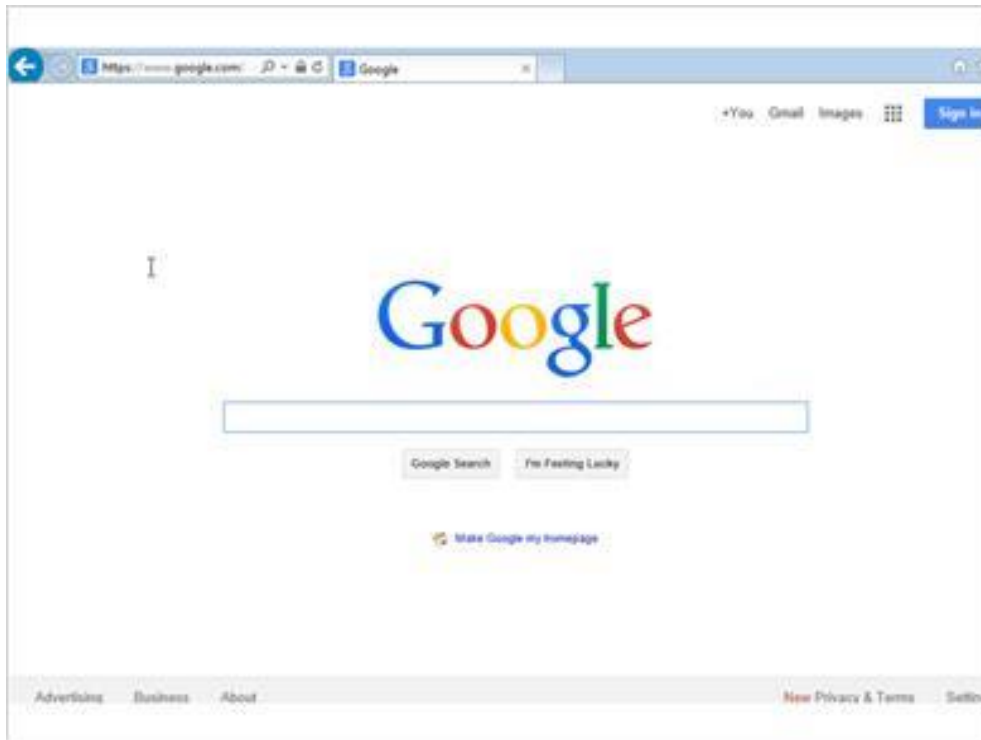 https://www.google.com/ Google
+You Gmail Images Sign In
Google
Google Search I'm Feeling Lucky
Make Google my homepage
Advertising Business About New Privacy & Terms Settin